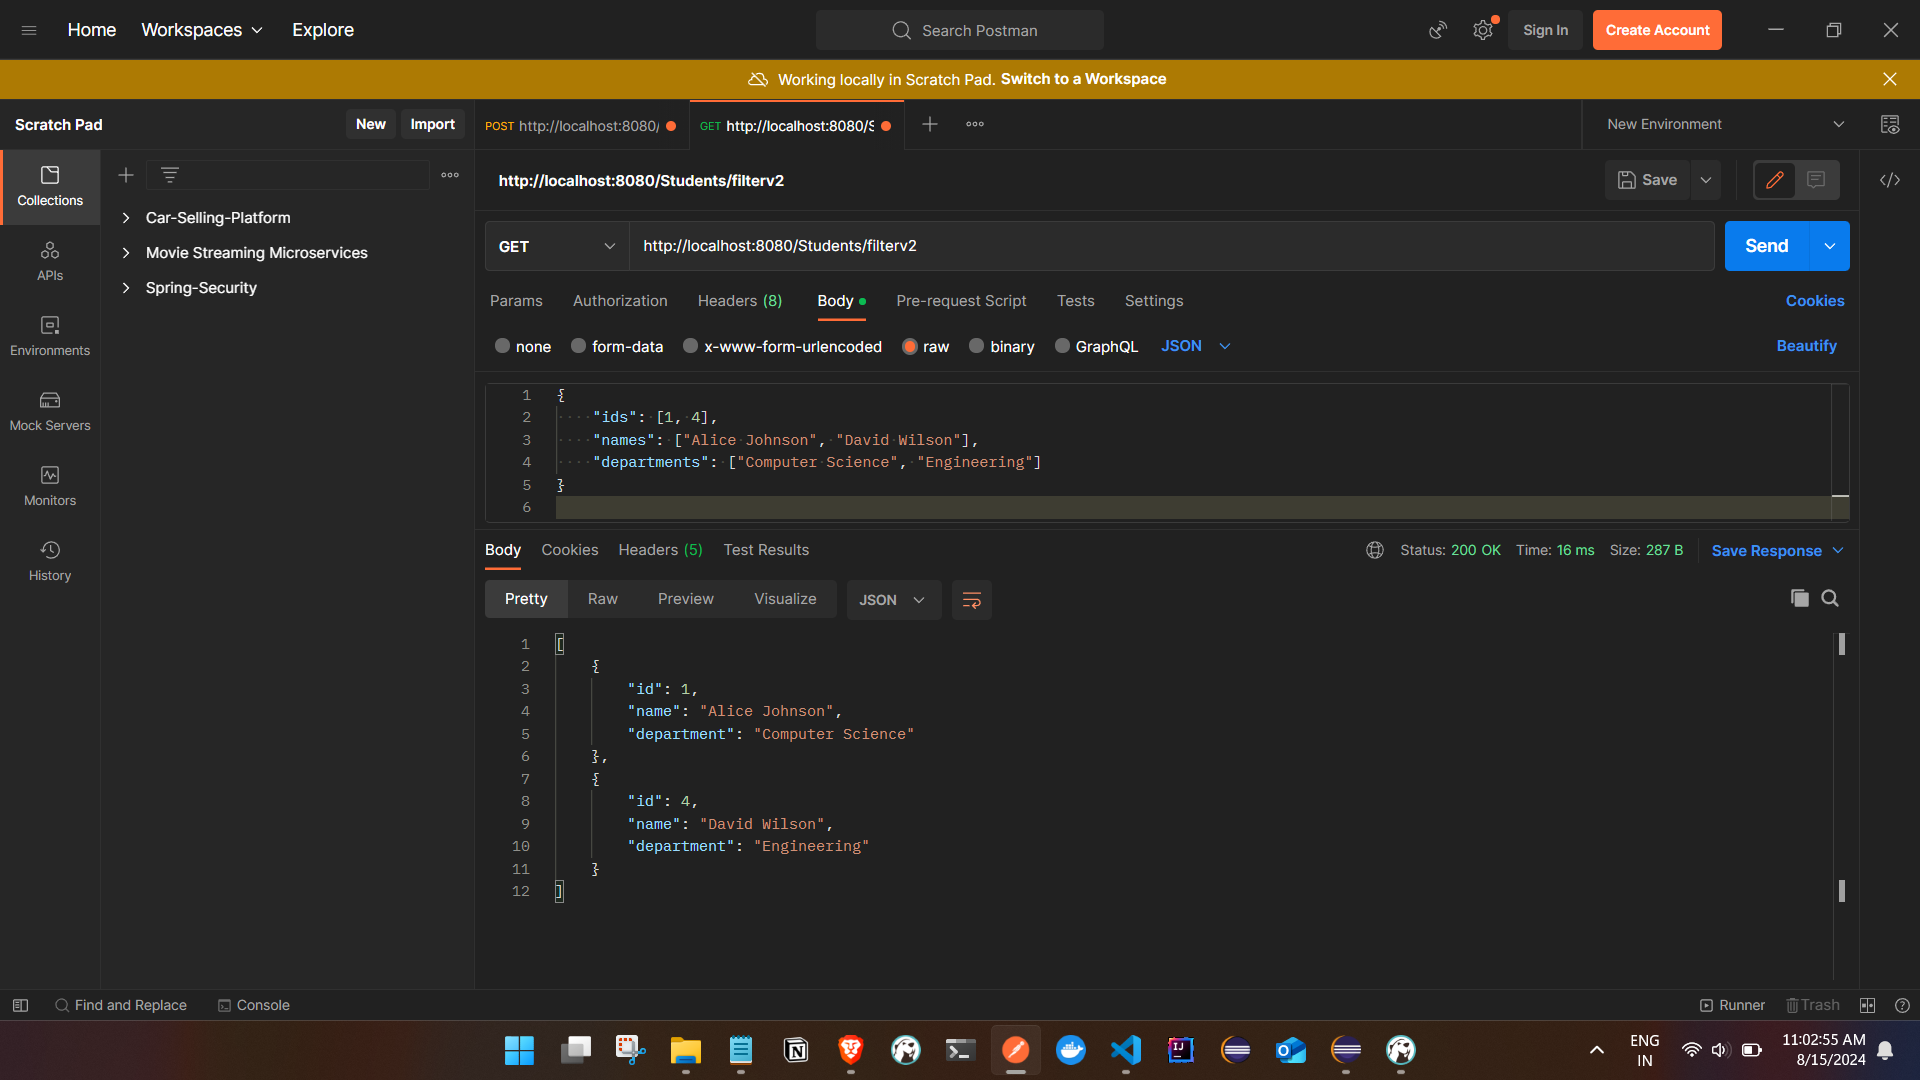 Home Workspaces Explore Search Postman Sign In Create Account
Working locally in Scratch Pad. Switch to a Workspace
Scratch Pad New Import POST http://localhost:8080/ GET http://localhost:8080/S New Environment
Collections
APIs
Environments
Mock Servers
Monitors
History
Car-Selling-Platform
Movie Streaming Microservices
Spring-Security
http://localhost:8080/Students/filterv2 Save
GET http://localhost:8080/Students/filterv2 Send
Params Authorization Headers (8) Body Pre-request Script Tests Settings Cookies
none form-data x-www-form-urlencoded raw binary GraphQL JSON Beautify
1 {
2 "ids": [1, 4],
3 "names": ["Alice Johnson", "David Wilson"],
4 "departments": ["Computer Science", "Engineering"]
5 }
6
Body Cookies Headers (5) Test Results Status: 200 OK Time: 16 ms Size: 287 B Save Response
Pretty Raw Preview Visualize JSON
1 [
2 {
3 "id": 1,
4 "name": "Alice Johnson",
5 "department": "Computer Science"
6 },
7 {
8 "id": 4,
9 "name": "David Wilson",
10 "department": "Engineering"
11 }
12 ]
Find and Replace Console Runner Trash
ENG
IN
11:02:55 AM
8/15/2024